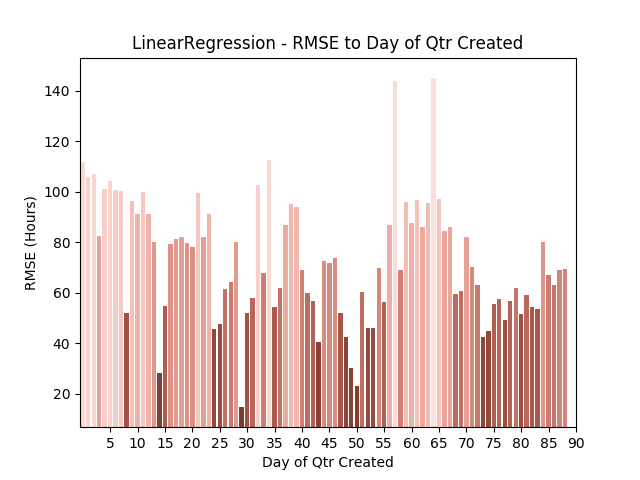 LinearRegression - RMSE to Day of Qtr Created
RMSE (Hours)
140
120
100
80
60
40
20
5 10 15 20 25 30 35 40 45 50 55 60 65 70 75 80 85 90
Day of Qtr Created